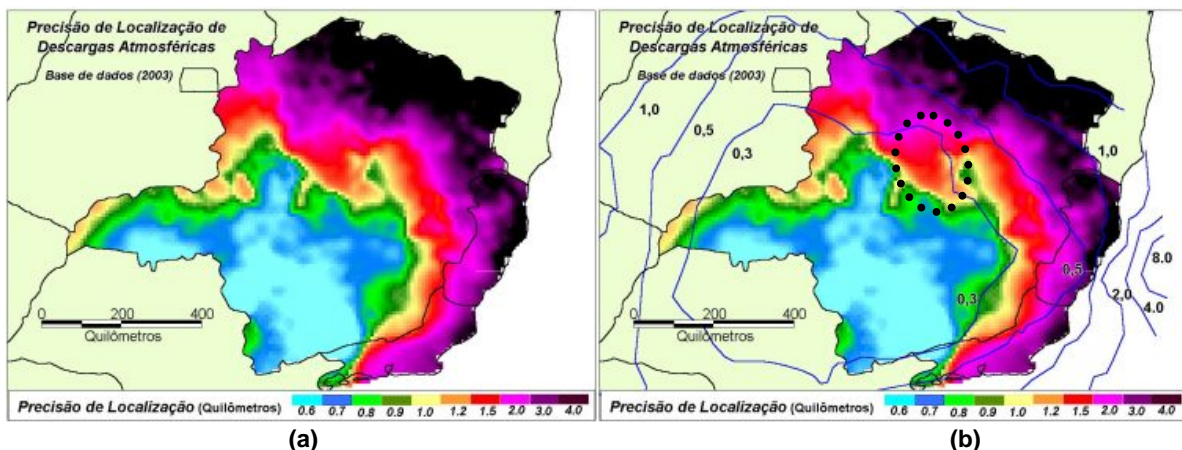 Precisão de Localização de
Descargas Atmosféricas
Base de dados (2003)
0 200 400
Quilômetros
Precisão de Localização (Quilômetros)
0.6 0.7 0.8 0.9 1.0 1.2 1.5 2.0 3.0 4.0
(a)
Precisão de Localização de
Descargas Atmosféricas
Base de dados (2003)
1,0
0,5
0,3
1,0
0,5
8.0
2,0
4.0
0,3
0 200 400
Quilômetros
Precisão de Localização (Quilômetros)
0.6 0.7 0.8 0.9 1.0 1.2 1.5 2.0 3.0 4.0
(b)